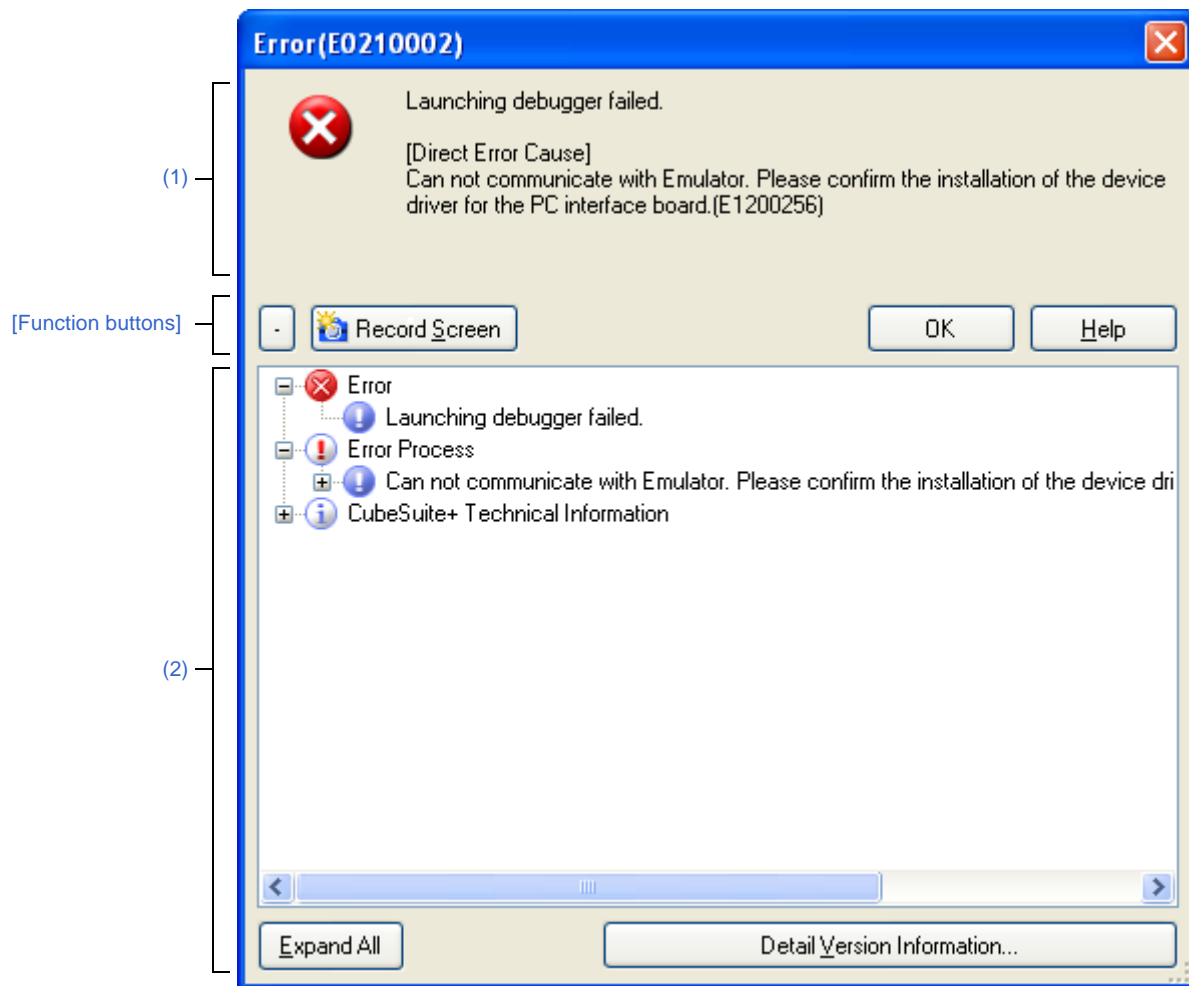 Error(E0210002)
(1)
Launching debugger failed.
[Direct Error Cause]
Can not communicate with Emulator. Please confirm the installation of the device
driver for the PC interface board.(E1200256)
[Function buttons]
-
Record Screen
OK
Help
(2)
Error
Launching debugger failed.
Error Process
Can not communicate with Emulator. Please confirm the installation of the device dri
CubeSuite+ Technical Information
Expand All
Detail Version Information...